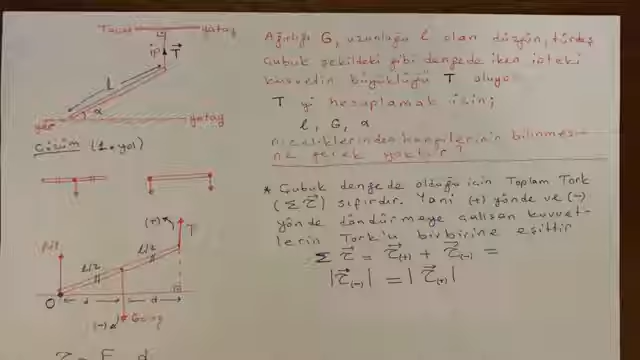 Tavan yatay
ip T
l
α
yer yatay
Çözüm (1. yol)
l/2
l/2
(+)
T
O
d d
(-)
Ağırlığı G, uzunluğu l olan düzgün, türdeş
çubuk şekildeki gibi dengede iken ipteki
kuvvetin büyüklüğü T oluyor
T yi hesaplamak için;
l, G, α
niceliklerinden hangilerinin bilinmesi-
ne gerek yoktur?
* Çubuk dengede olduğu için Toplam Tork
(Σ τ⃗) sıfırdır. Yani (+) yönde ve (-)
yönde döndürmeye çalışan kuvvet-
lerin Tork'u birbirine eşittir
Σ τ⃗ = τ⃗(+) + τ⃗(-) =
|τ⃗(-)| = |τ⃗(+)|